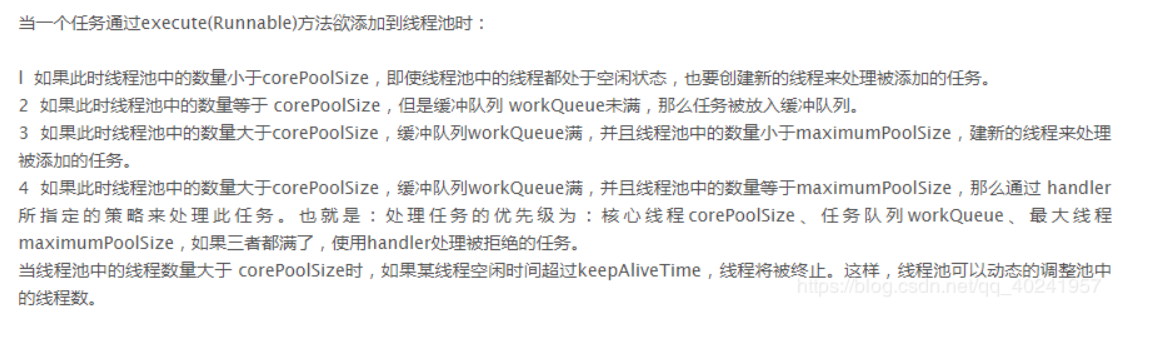 当一个任务通过execute(Runnable)方法欲添加到线程池时：
l 如果此时线程池中的数量小于corePoolSize，即使线程池中的线程都处于空闲状态，也要创建新的线程来处理被添加的任务。
2 如果此时线程池中的数量等于 corePoolSize，但是缓冲队列 workQueue未满，那么任务被放入缓冲队列。
3 如果此时线程池中的数量大于corePoolSize，缓冲队列workQueue满，并且线程池中的数量小于maximumPoolSize，建新的线程来处理
被添加的任务。
4 如果此时线程池中的数量大于corePoolSize，缓冲队列workQueue满，并且线程池中的数量等于maximumPoolSize，那么通过 handler
所指定的策略来处理此任务。也就是：处理任务的优先级为：核心线程corePoolSize、任务队列workQueue、最大线程
maximumPoolSize，如果三者都满了，使用handler处理被拒绝的任务。
当线程池中的线程数量大于 corePoolSize时，如果某线程空闲时间超过keepAliveTime，线程将被终止。这样，线程池可以动态的调整池中
的线程数。
https://blog.csdn.net/qq_40241957